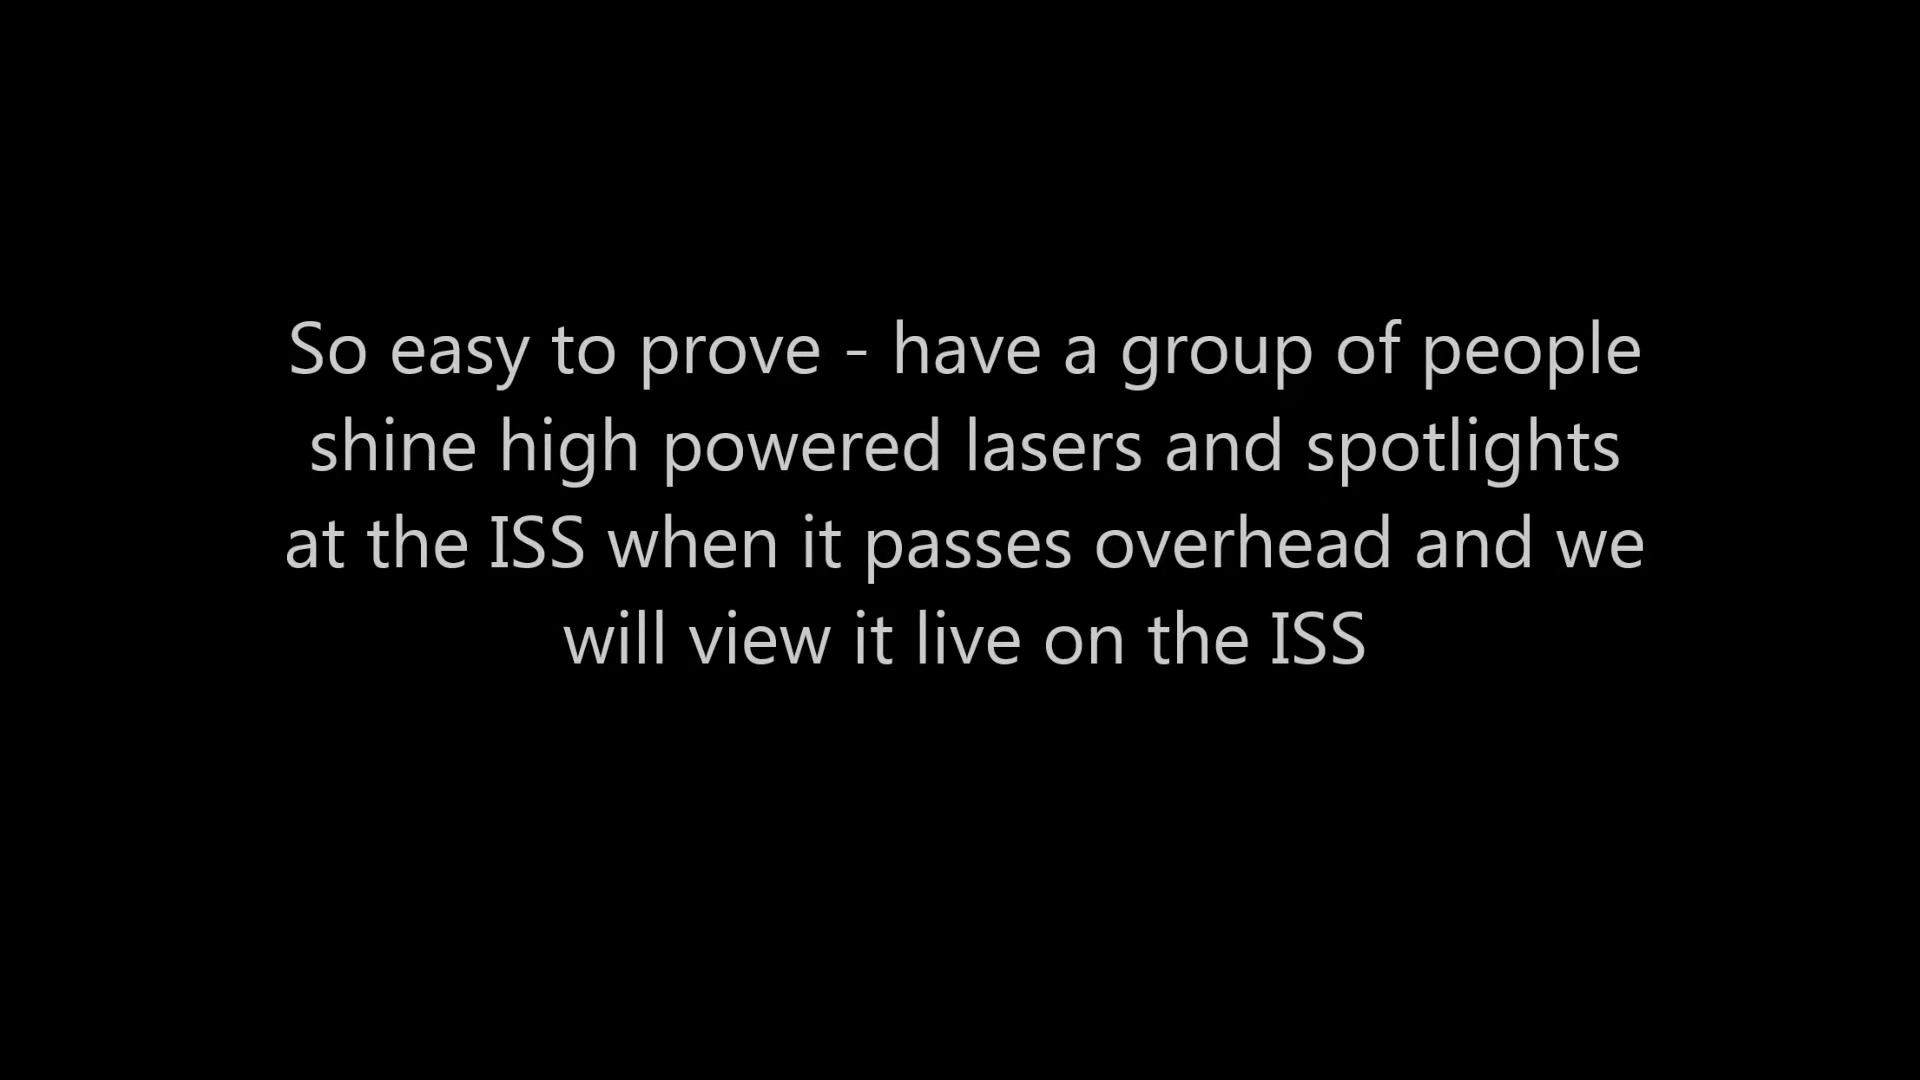 So easy to prove - have a group of people
shine high powered lasers and spotlights
at the ISS when it passes overhead and we
will view it live on the ISS